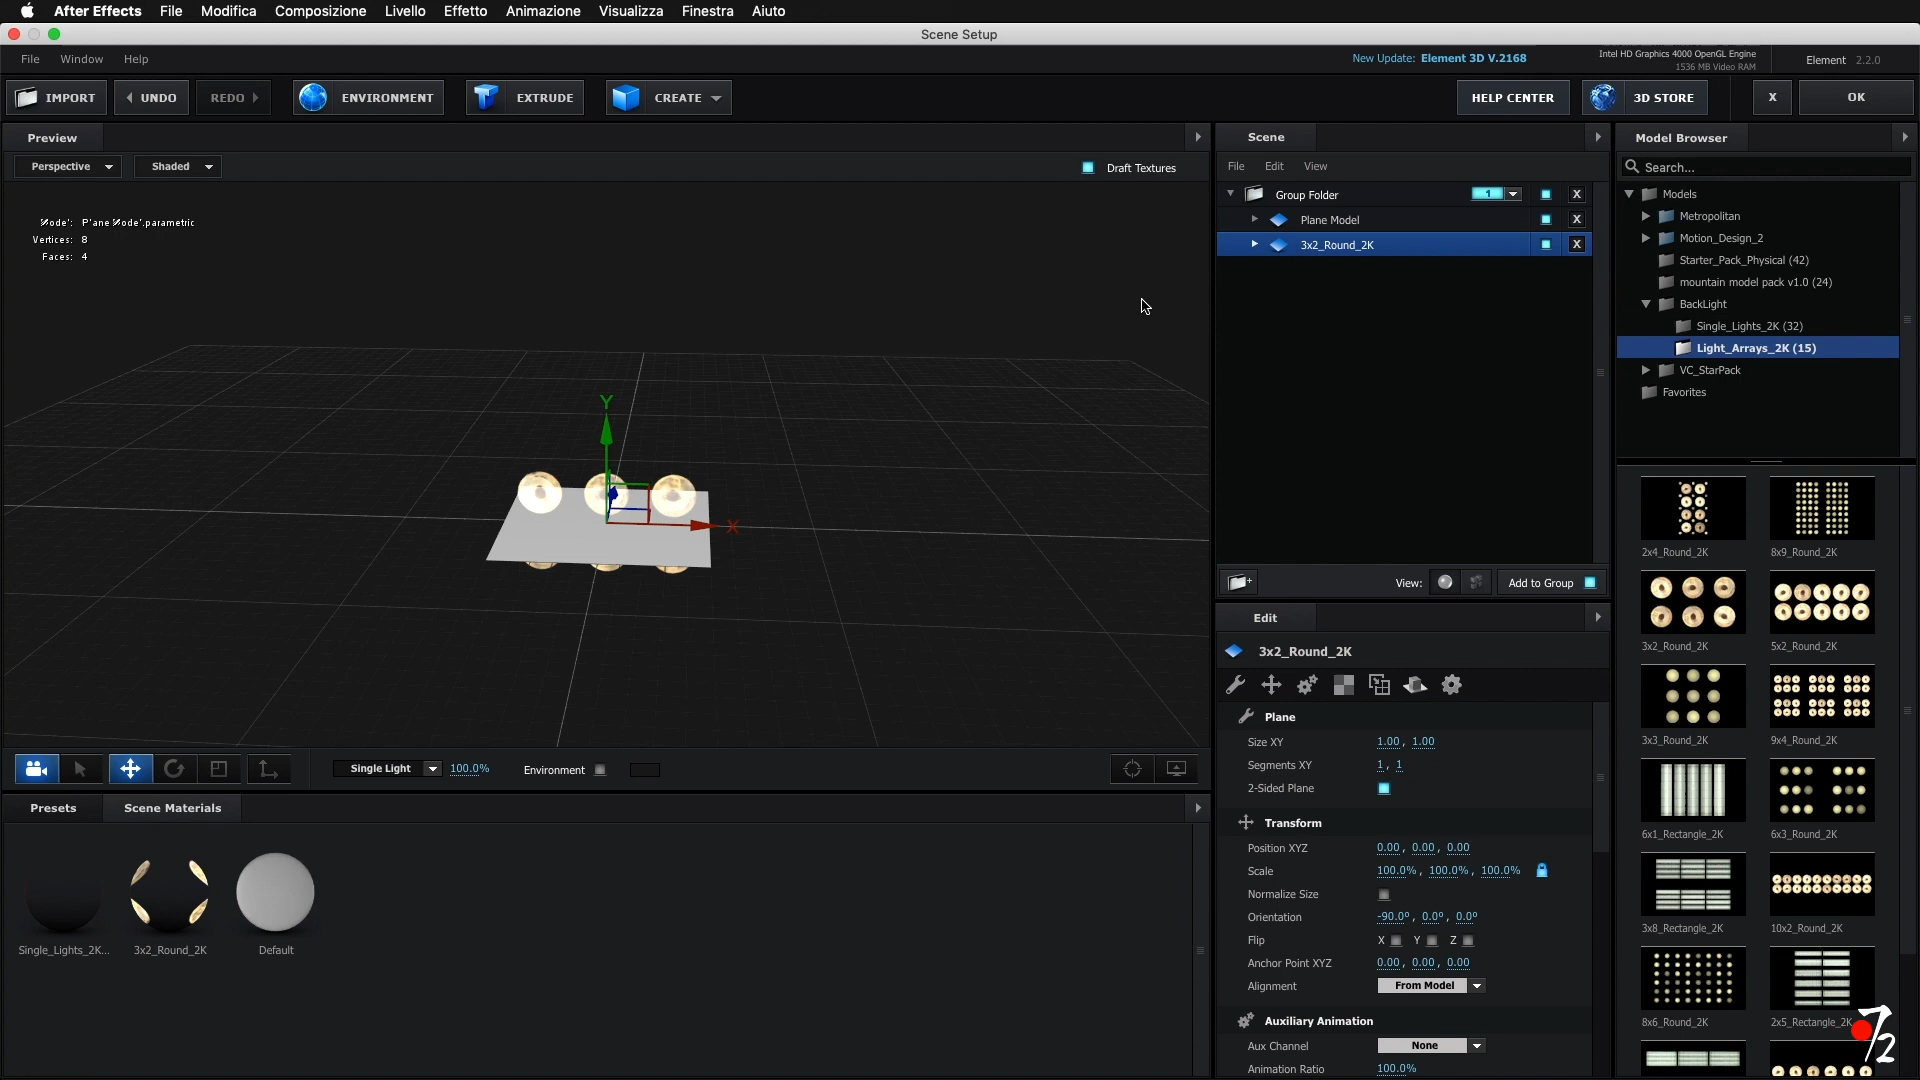 After Effects File Modifica Composizione Livello Effetto Animazione Visualizza Finestra Aiuto
Scene Setup
File Window Help
New Update: Element 3D V.2168
Intel HD Graphics 4000 OpenGL Engine
1536 MB Video RAM
Element 2.2.0
IMPORT UNDO REDO ENVIRONMENT EXTRUDE CREATE HELP CENTER 3D STORE X OK
Preview
Perspective Shaded Draft Textures
Vertices: 8
Faces: 4
Y
X
Single Light 100.0% Environment
Presets Scene Materials
Single_Lights_2K... 3x2_Round_2K Default
Scene
File Edit View
Group Folder 1 X
Plane Model X
3x2_Round_2K X
View: Add to Group
Edit
3x2_Round_2K
Plane
Size XY 1.00, 1.00
Segments XY 1, 1
2-Sided Plane
Transform
Position XYZ 0.00, 0.00, 0.00
Scale 100.0%, 100.0%, 100.0%
Normalize Size
Orientation -90.0°, 0.0°, 0.0°
Flip X Y Z
Anchor Point XYZ 0.00, 0.00, 0.00
Alignment From Model
Auxiliary Animation
Aux Channel None
Animation Ratio 100.0%
Model Browser
Search...
Models
Metropolitan
Motion_Design_2
Starter_Pack_Physical (42)
mountain model pack v1.0 (24)
BackLight
Single_Lights_2K (32)
Light_Arrays_2K (15)
VC_StarPack
Favorites
2x4_Round_2K 8x9_Round_2K
3x2_Round_2K 5x2_Round_2K
3x3_Round_2K 9x4_Round_2K
6x1_Rectangle_2K 6x3_Round_2K
3x8_Rectangle_2K 10x2_Round_2K
8x6_Round_2K 2x5_Rectangle_2K